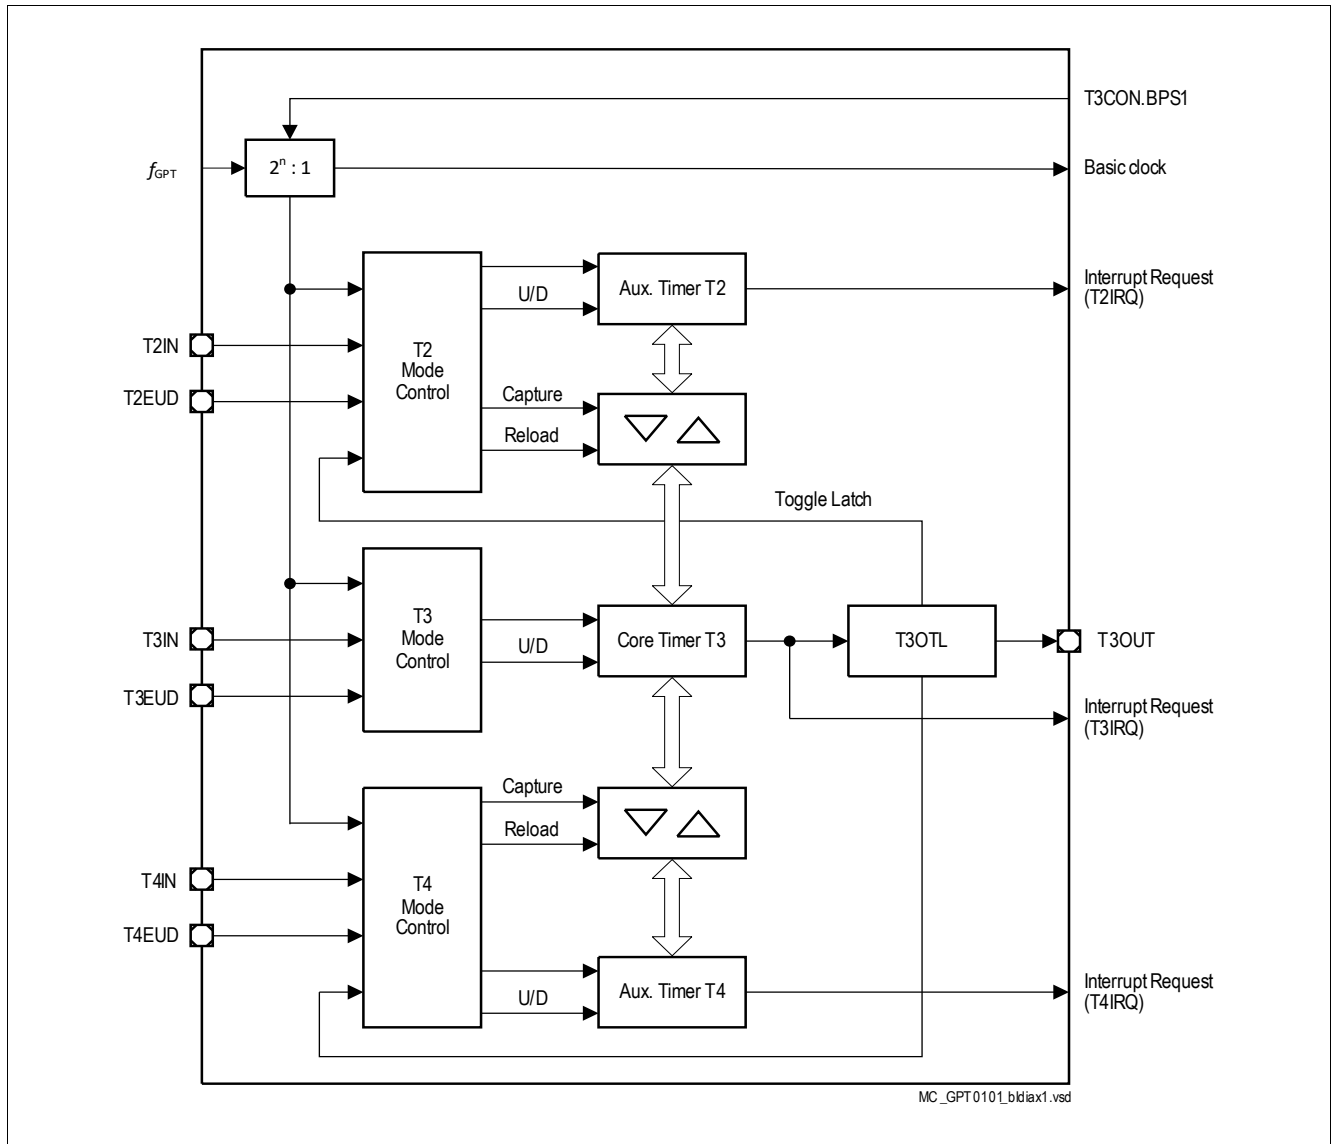 T3CON.BPS1
fGPT
2n : 1
Basic clock
T2IN
T2EUD
T2
Mode
Control
U/D
Capture
Reload
Aux. Timer T2
Interrupt Request
(T2IRQ)
Toggle Latch
T3IN
T3EUD
T3
Mode
Control
U/D
Core Timer T3
T3OTL
T3OUT
Interrupt Request
(T3IRQ)
T4IN
T4EUD
T4
Mode
Control
Capture
Reload
U/D
Aux. Timer T4
Interrupt Request
(T4IRQ)
MC_GPT0101_bldiax1.vsd